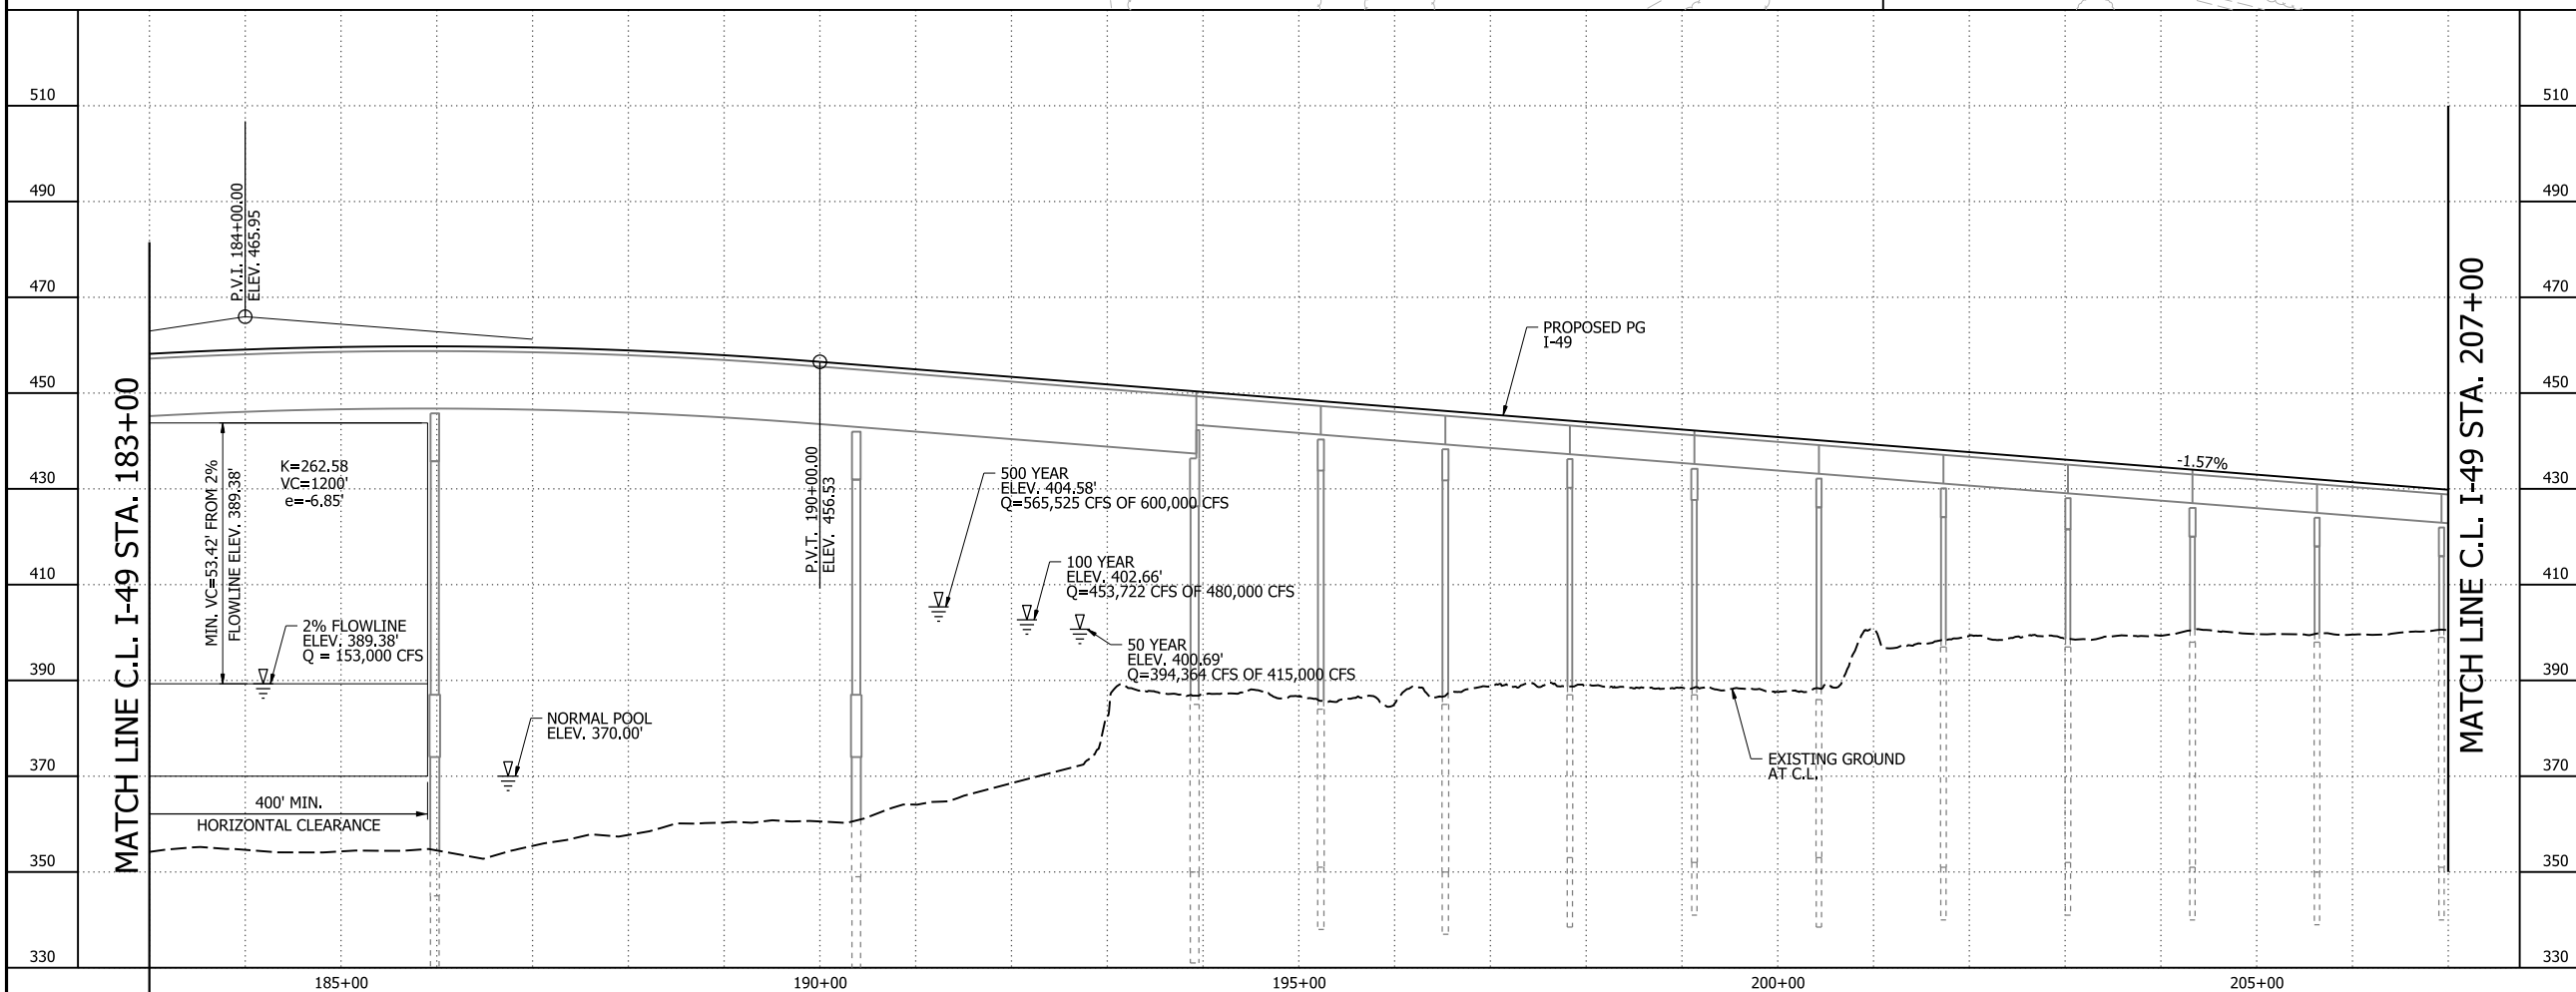 510
490
470
450
430
410
390
370
350
330
MATCH LINE C.L. I-49 STA. 183+00
P.V.I. 184+00.00
ELEV. 465.95
MIN. VC=53.42' FROM 2%
FLOWLINE ELEV. 389.38'
K=262.58
VC=1200'
e=-6.85'
2% FLOWLINE
ELEV. 389.38'
Q = 153,000 CFS
400' MIN.
HORIZONTAL CLEARANCE
NORMAL POOL
ELEV. 370.00'
P.V.T. 190+00.00
ELEV. 456.53
500 YEAR
ELEV. 404.58'
Q=565,525 CFS OF 600,000 CFS
100 YEAR
ELEV. 402.66'
Q=453,722 CFS OF 480,000 CFS
50 YEAR
ELEV. 400.69'
Q=394,364 CFS OF 415,000 CFS
PROPOSED PG
I-49
EXISTING GROUND
AT C.L.
-1.57%
MATCH LINE C.L. I-49 STA. 207+00
510
490
470
450
430
410
390
370
350
330
185+00
190+00
195+00
200+00
205+00